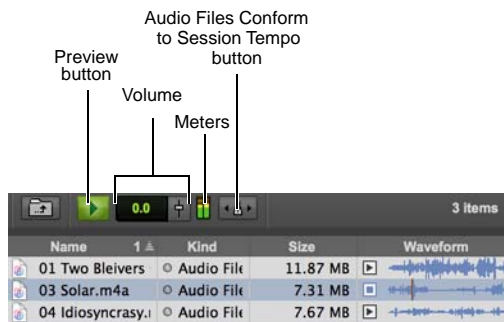 Audio Files Conform
to Session Tempo
button
Preview
button
Volume
Meters
0.0
3 items
Name 1 Kind Size Waveform
01 Two Bleivers Audio File 11.87 MB
03 Solar.m4a Audio File 7.31 MB
04 Idiosyncrasy. Audio File 7.67 MB